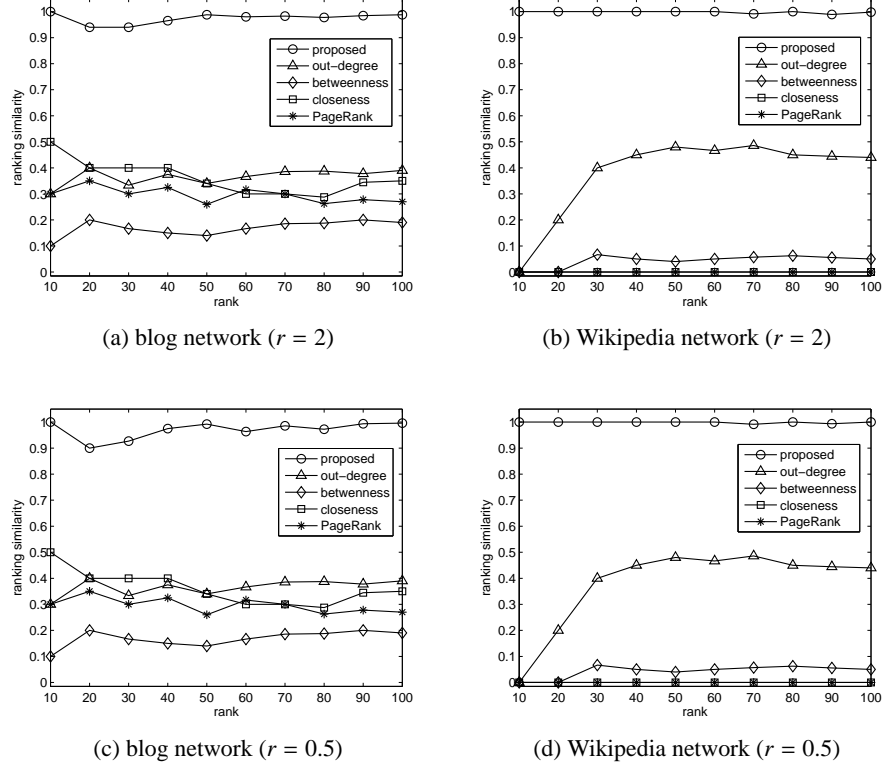 1
0.9
0.8
0.7
0.6
0.5
0.4
0.3
0.2
0.1
0
ranking similarity
10 20 30 40 50 60 70 80 90 100
rank
proposed
out−degree
betweenness
closeness
PageRank
(a) blog network (r = 2)
1
0.9
0.8
0.7
0.6
0.5
0.4
0.3
0.2
0.1
0
ranking similarity
10 20 30 40 50 60 70 80 90 100
rank
proposed
out−degree
betweenness
closeness
PageRank
(b) Wikipedia network (r = 2)
1
0.9
0.8
0.7
0.6
0.5
0.4
0.3
0.2
0.1
0
ranking similarity
10 20 30 40 50 60 70 80 90 100
rank
proposed
out−degree
betwenness
closeness
PageRank
(c) blog network (r = 0.5)
1
0.9
0.8
0.7
0.6
0.5
0.4
0.3
0.2
0.1
0
ranking similarity
10 20 30 40 50 60 70 80 90 100
rank
proposed
out−degree
betweenness
closeness
PageRank
(d) Wikipedia network (r = 0.5)